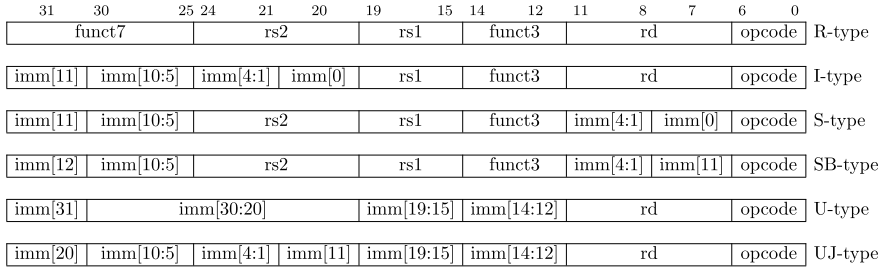 31 30 25 24 21 20 19 15 14 12 11 8 7 6 0
funct7 rs2 rs1 funct3 rd opcode R-type
imm[11] imm[10:5] imm[4:1] imm[0] rs1 funct3 rd opcode I-type
imm[11] imm[10:5] rs2 rs1 funct3 imm[4:1] imm[0] opcode S-type
imm[12] imm[10:5] rs2 rs1 funct3 imm[4:1] imm[11] opcode SB-type
imm[31] imm[30:20] imm[19:15] imm[14:12] rd opcode U-type
imm[20] imm[10:5] imm[4:1] imm[11] imm[19:15] imm[14:12] rd opcode UJ-type